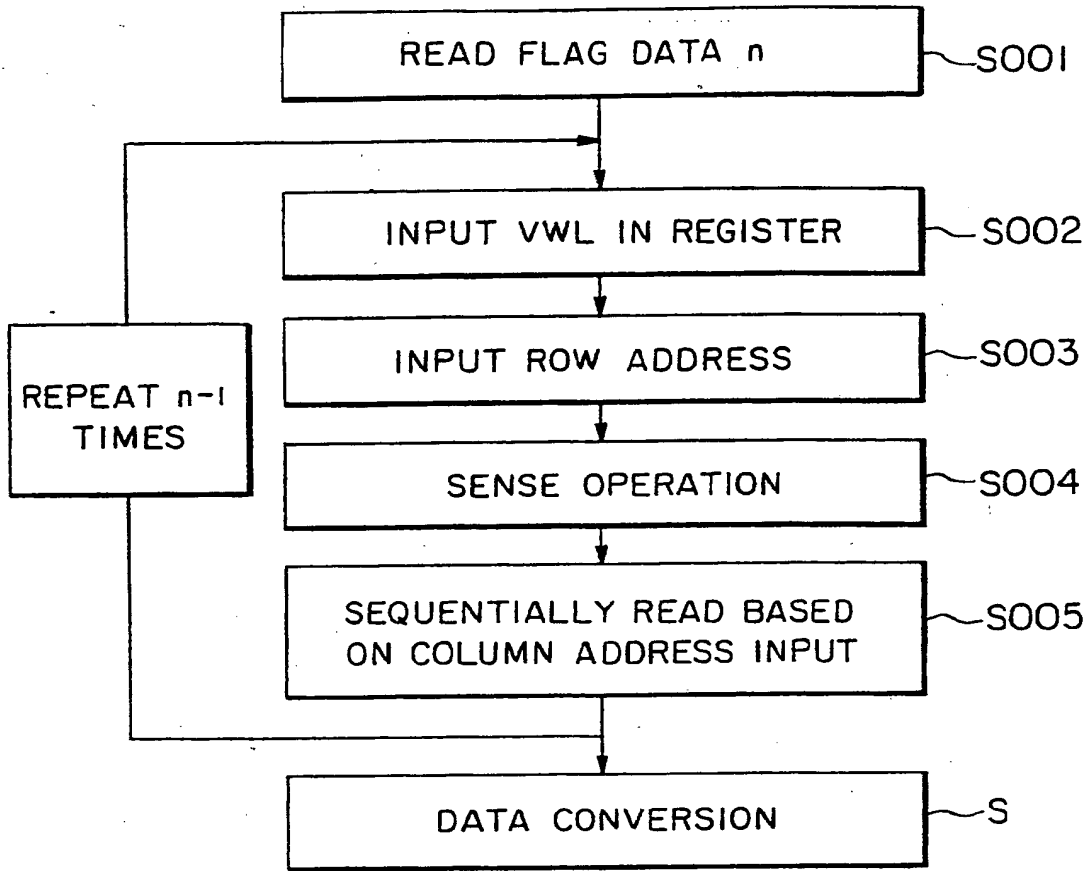 READ FLAG DATA n
S001
INPUT VWL IN REGISTER
S002
INPUT ROW ADDRESS
S003
REPEAT n-1
TIMES
SENSE OPERATION
S004
SEQUENTIALLY READ BASED
ON COLUMN ADDRESS INPUT
S005
DATA CONVERSION
S